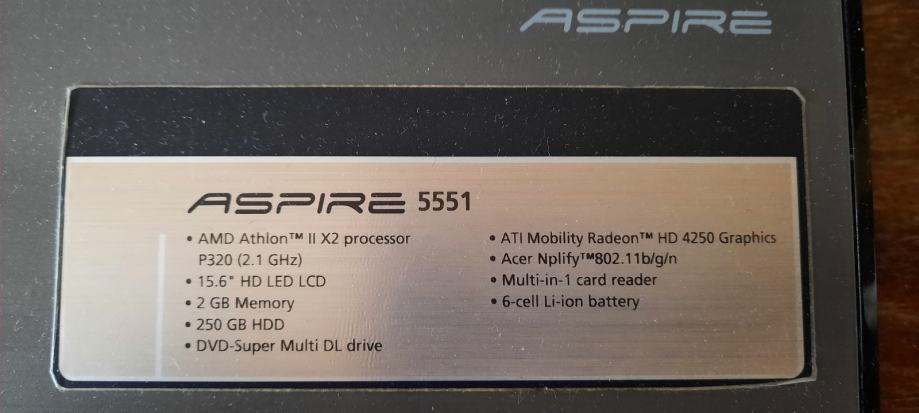 ASPIRE
ASPIRE 5551
• AMD Athlon™ II X2 processor
P320 (2.1 GHz)
• 15.6" HD LED LCD
• 2 GB Memory
• 250 GB HDD
• DVD-Super Multi DL drive
• ATI Mobility Radeon™ HD 4250 Graphics
• Acer Nplify™802.11b/g/n
• Multi-in-1 card reader
• 6-cell Li-ion battery